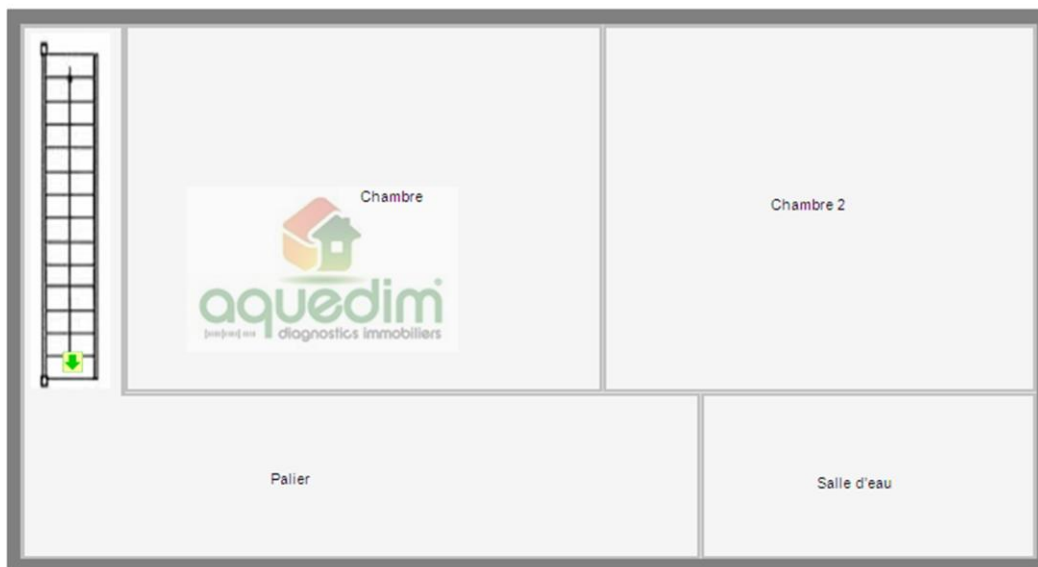 Chambre
Chambre 2
aquedim
diagnostics immobiliers
Palier
Salle d'eau